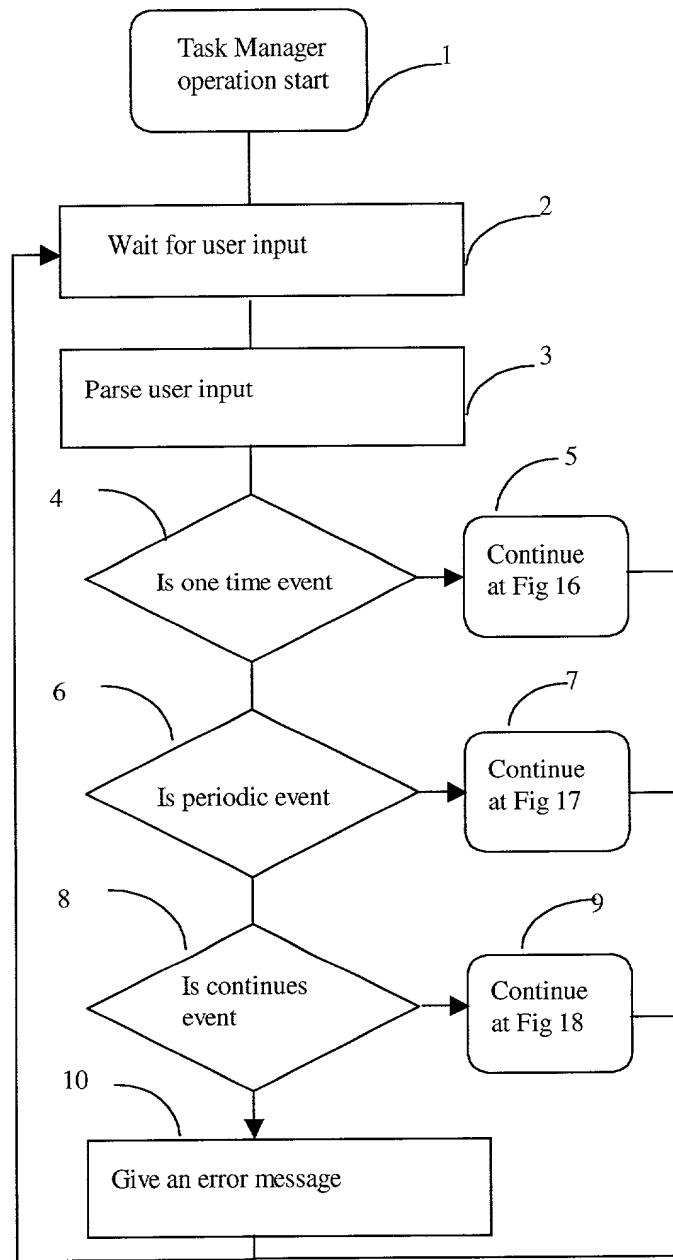 Task Manager
operation start
1
2
Wait for user input
3
Parse user input
4
5
Is one time event
Continue
at Fig 16
6
7
Is periodic event
Continue
at Fig 17
8
9
Is continues
event
Continue
at Fig 18
10
Give an error message